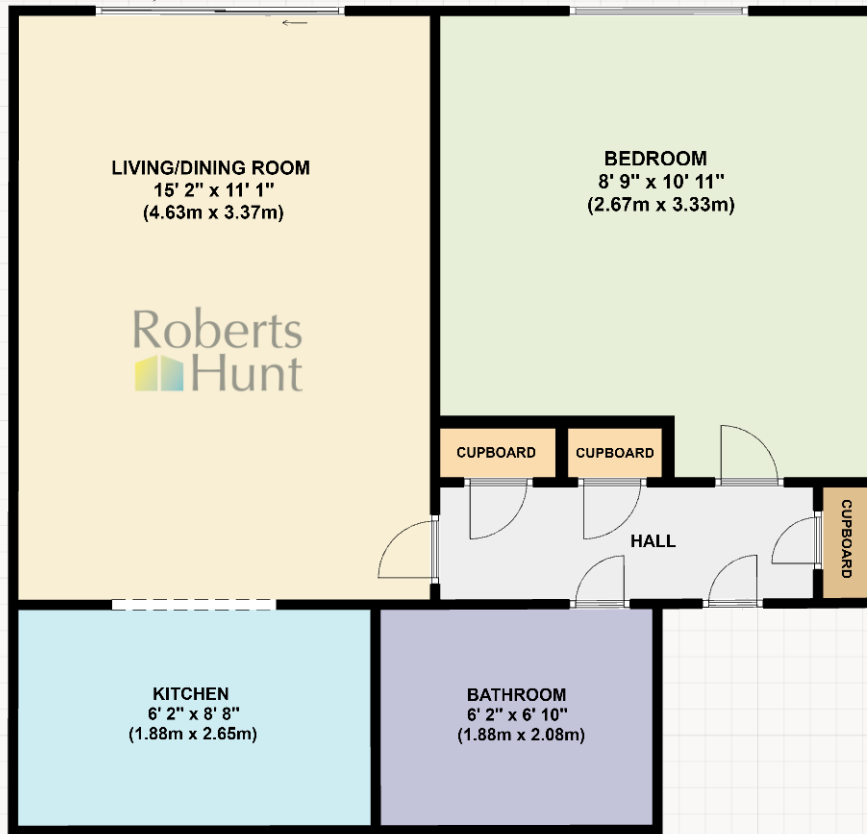 LIVING/DINING ROOM
15' 2" x 11' 1"
(4.63m x 3.37m)
BEDROOM
8' 9" x 10' 11"
(2.67m x 3.33m)
Roberts
Hunt
CUPBOARD
CUPBOARD
HALL
CUPBOARD
KITCHEN
6' 2" x 8' 8"
(1.88m x 2.65m)
BATHROOM
6' 2" x 6' 10"
(1.88m x 2.08m)